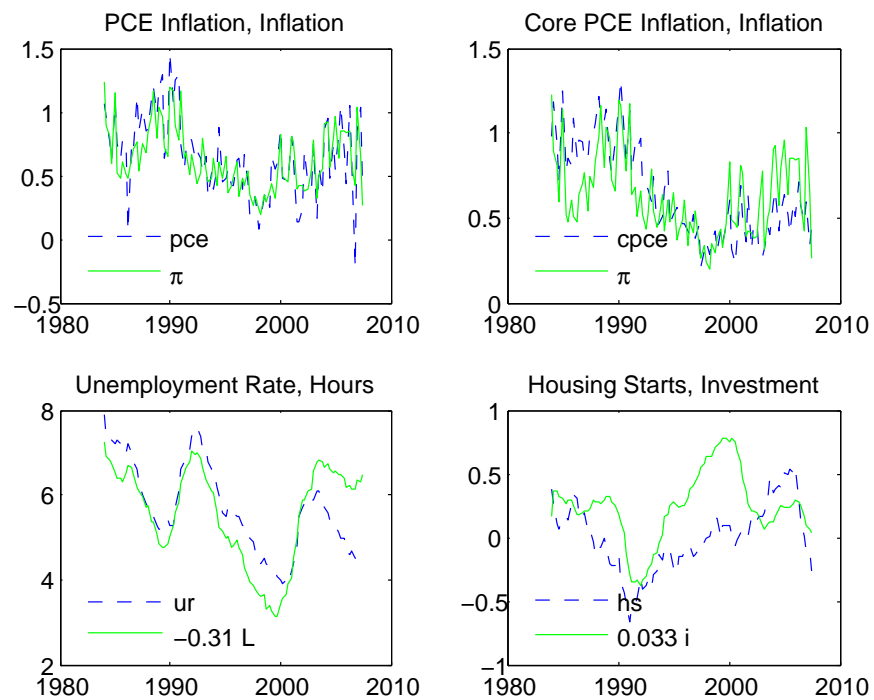 PCE Inflation, Inflation
1.5
1
0.5
0
−0.5
1980 1990 2000 2010
pce
π
Core PCE Inflation, Inflation
1.5
1
0.5
0
1980 1990 2000 2010
cpce
π
Unemployment Rate, Hours
8
6
4
2
1980 1990 2000 2010
ur
−0.31 L
Housing Starts, Investment
1
0.5
0
−0.5
−1
1980 1990 2000 2010
hs
0.033 i